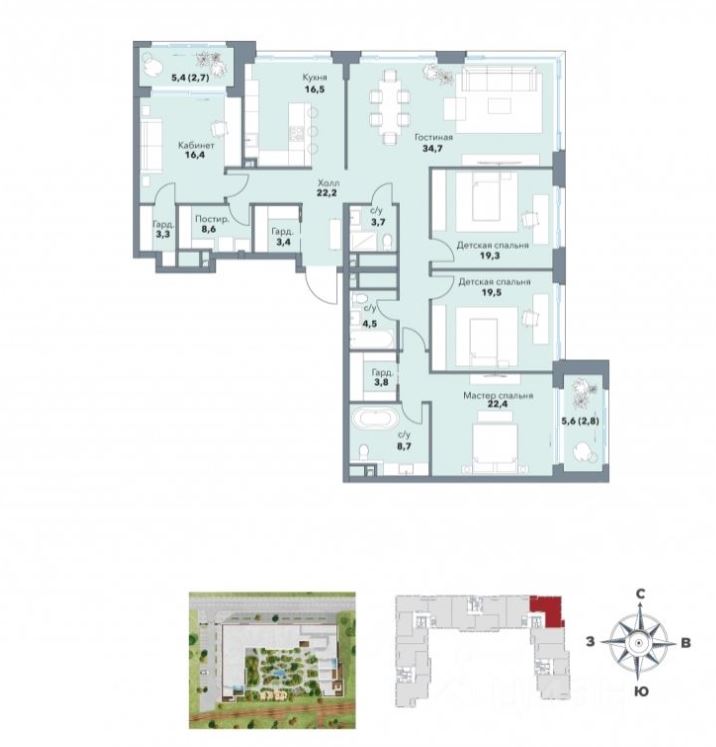 5,4 (2,7)
Кухня
16,5
Гостиная
34,7
Кабинет
16,4
Холл
22,2
Гард.
3,3
Постир.
8,6
Гард.
3,4
с/у
3,7
Детская спальня
19,3
Детская спальня
19,5
с/у
4,5
Гард.
3,8
Мастер спальня
22,4
5,6 (2,8)
с/у
8,7
С
З
В
Ю